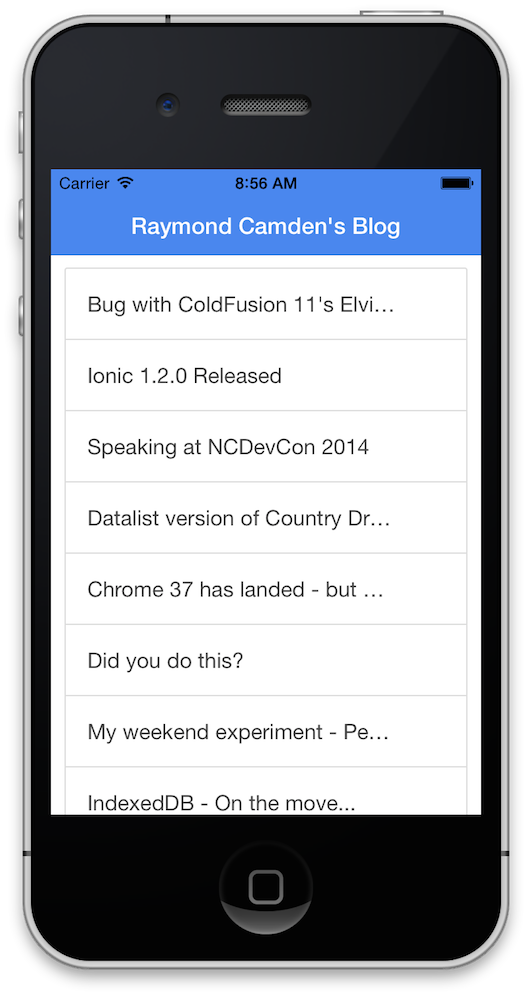 Carrier 8:56 AM
Raymond Camden's Blog
Bug with ColdFusion 11's Elvi…
Ionic 1.2.0 Released
Speaking at NCDevCon 2014
Datalist version of Country Dr…
Chrome 37 has landed - but …
Did you do this?
My weekend experiment - Pe…
IndexedDB - On the move...